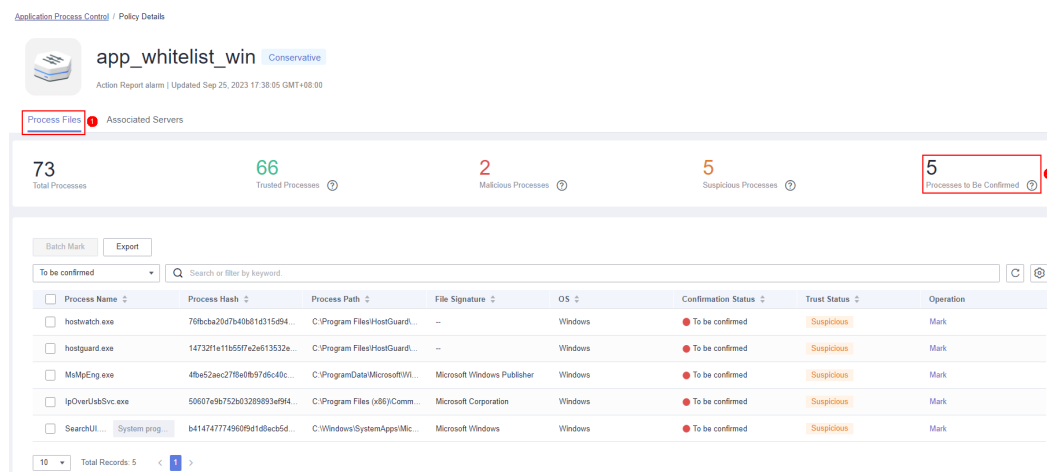 Application Process Control / Policy Details
app_whitelist_win Conservative
Action Report alarm | Updated Sep 25, 2023 17:38:05 GMT+08:00
Process Files 1 Associated Servers
73 66 2 5 5
Total Processes Trusted Processes ? Malicious Processes ? Suspicious Processes ? Processes to Be Confirmed ?
Batch Mark Export
To be confirmed Search or filter by keyword.
Process Name Process Hash Process Path File Signature OS Confirmation Status Trust Status Operation
hostwatch.exe 76fbcba20d7b40b81d315d94... C:\Program Files\HostGuard\... -- Windows To be confirmed Suspicious Mark
hostguard.exe 14732f1e11b55f7e2e613532e... C:\Program Files\HostGuard\... -- Windows To be confirmed Suspicious Mark
MsMpEng.exe 4fbe52aec27f8e0fb97d6c40c... C:\ProgramData\Microsoft\Wi... Microsoft Windows Publisher Windows To be confirmed Suspicious Mark
IpOverUsbSvc.exe 50607e9b752b03289893ef9f4... C:\Program Files (x86)\Comm... Microsoft Corporation Windows To be confirmed Suspicious Mark
SearchUI.... System prog... b414747774960f9d1d8ecb5d... C:\Windows\SystemApps\Mic... Microsoft Windows Windows To be confirmed Suspicious Mark
10 Total Records: 5 < 1 >